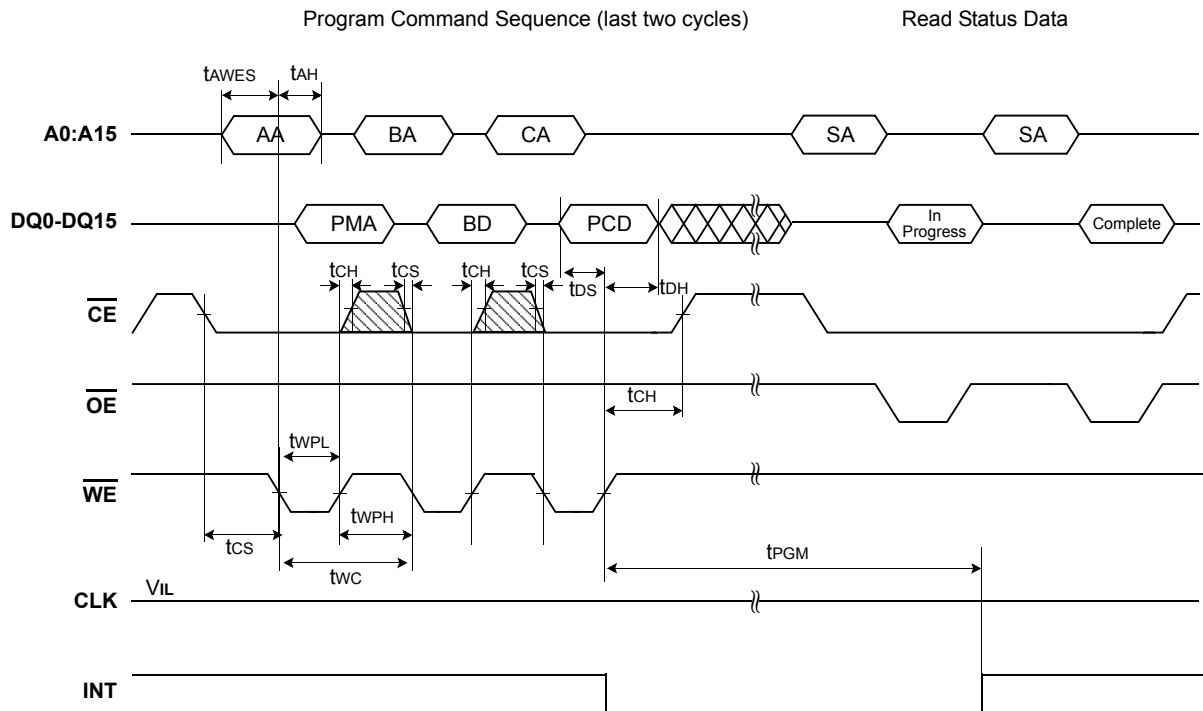 Program Command Sequence (last two cycles) Read Status Data
tAWES tAH
A0:A15 AA BA CA SA SA
DQ0-DQ15 PMA BD PCD In Progress Complete
tCH tCS tCH tCS tDS tDH
CE
OE tCH
tWPL
WE
tWPH
tCS tPGM
tWC
CLK VIL
INT